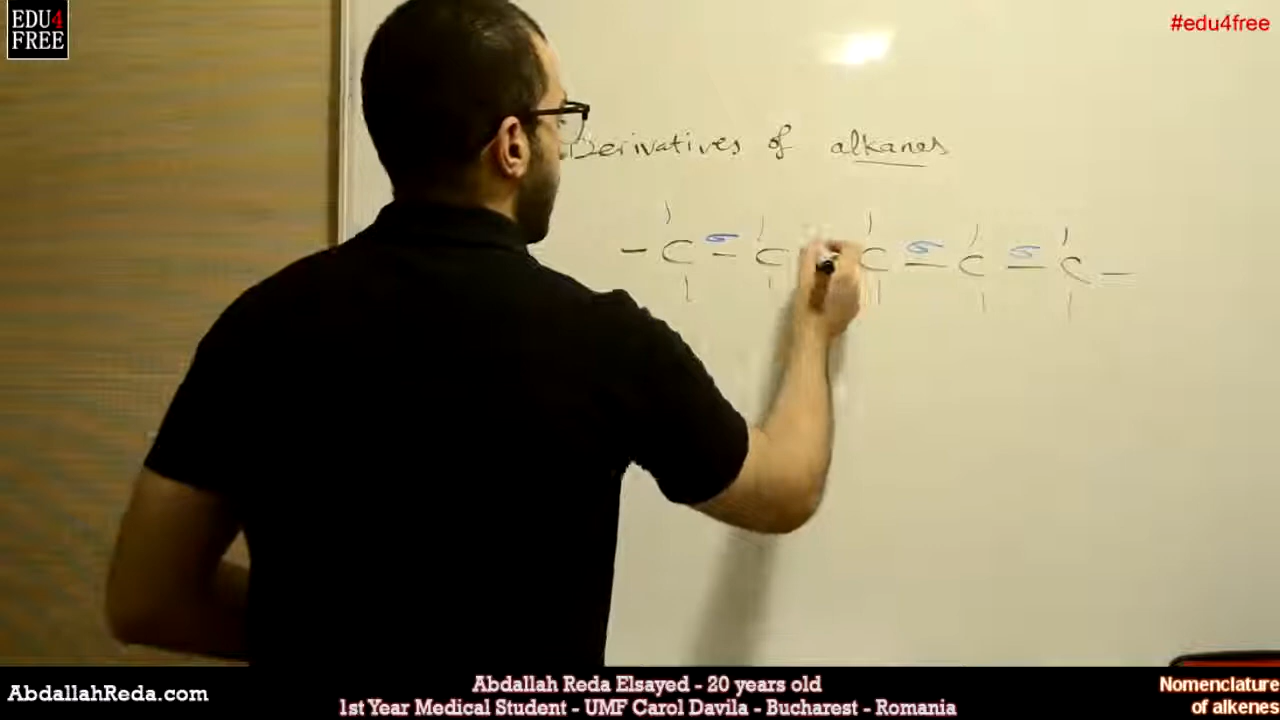 EDU4
FREE
#edu4free
Derivatives of alkanes
– C – C C – C – C –
σ σ σ
AbdallahReda.com
Abdallah Reda Elsayed - 20 years old
1st Year Medical Student - UMF Carol Davila - Bucharest - Romania
Nomenclature
of alkenes